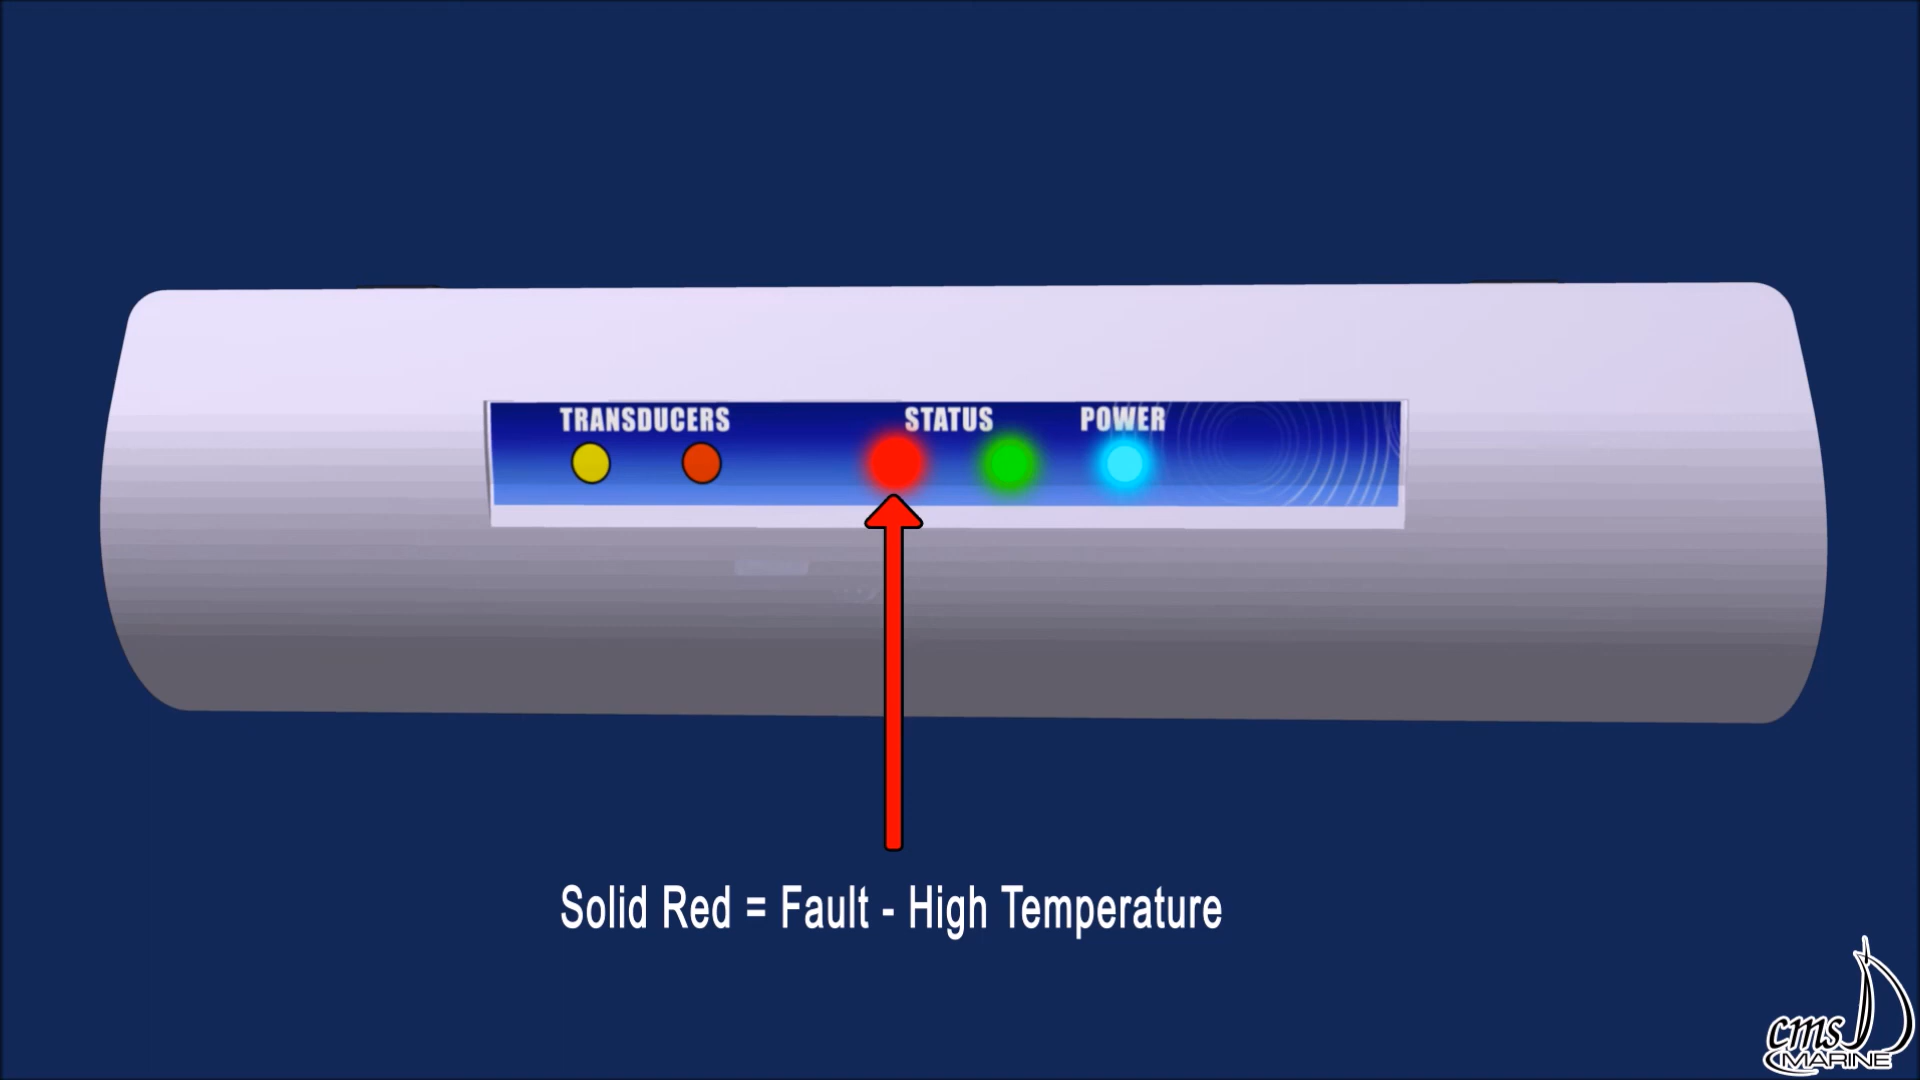 TRANSDUCERS STATUS POWER
Solid Red = Fault - High Temperature
cms
MARINE